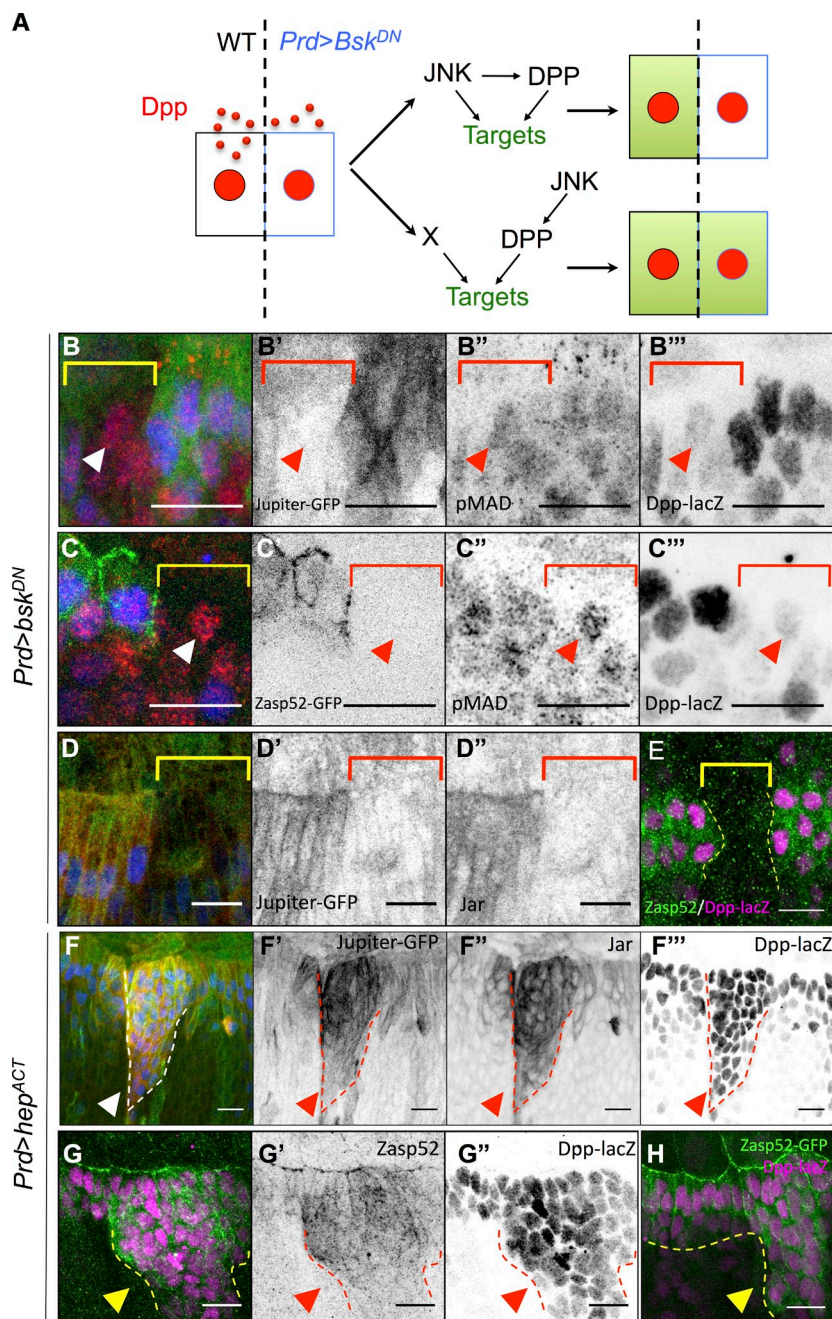 A
WT
Prd>Bsk^DN
Dpp
JNK → DPP
Targets
JNK
X
DPP
Targets
Prd>bsk^DN
B
B'
Jupiter-GFP
B''
pMAD
B'''
Dpp-lacZ
C
C'
Zasp52-GFP
C''
pMAD
C'''
Dpp-lacZ
D
D'
Jupiter-GFP
D''
Jar
E
Zasp52/Dpp-lacZ
Prd>hep^ACT
F
F'
Jupiter-GFP
F''
Jar
F'''
Dpp-lacZ
G
G'
Zasp52
G''
Dpp-lacZ
H
Zasp52-GFP
Dpp-lacZ